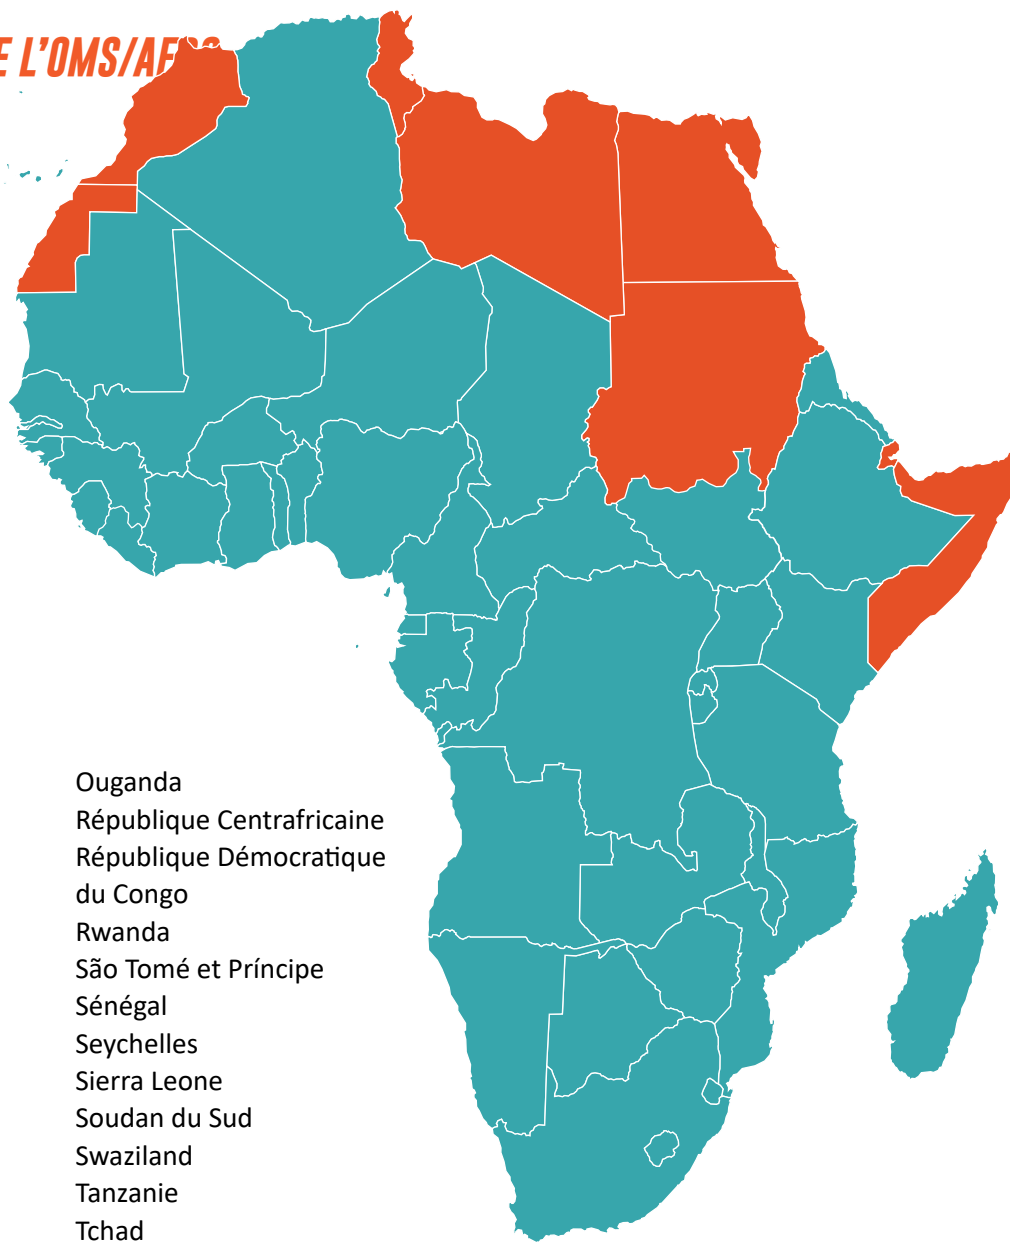 E L'OMS/AFRO
Ouganda
République Centrafricaine
République Démocratique
du Congo
Rwanda
São Tomé et Príncipe
Sénégal
Seychelles
Sierra Leone
Soudan du Sud
Swaziland
Tanzanie
Tchad